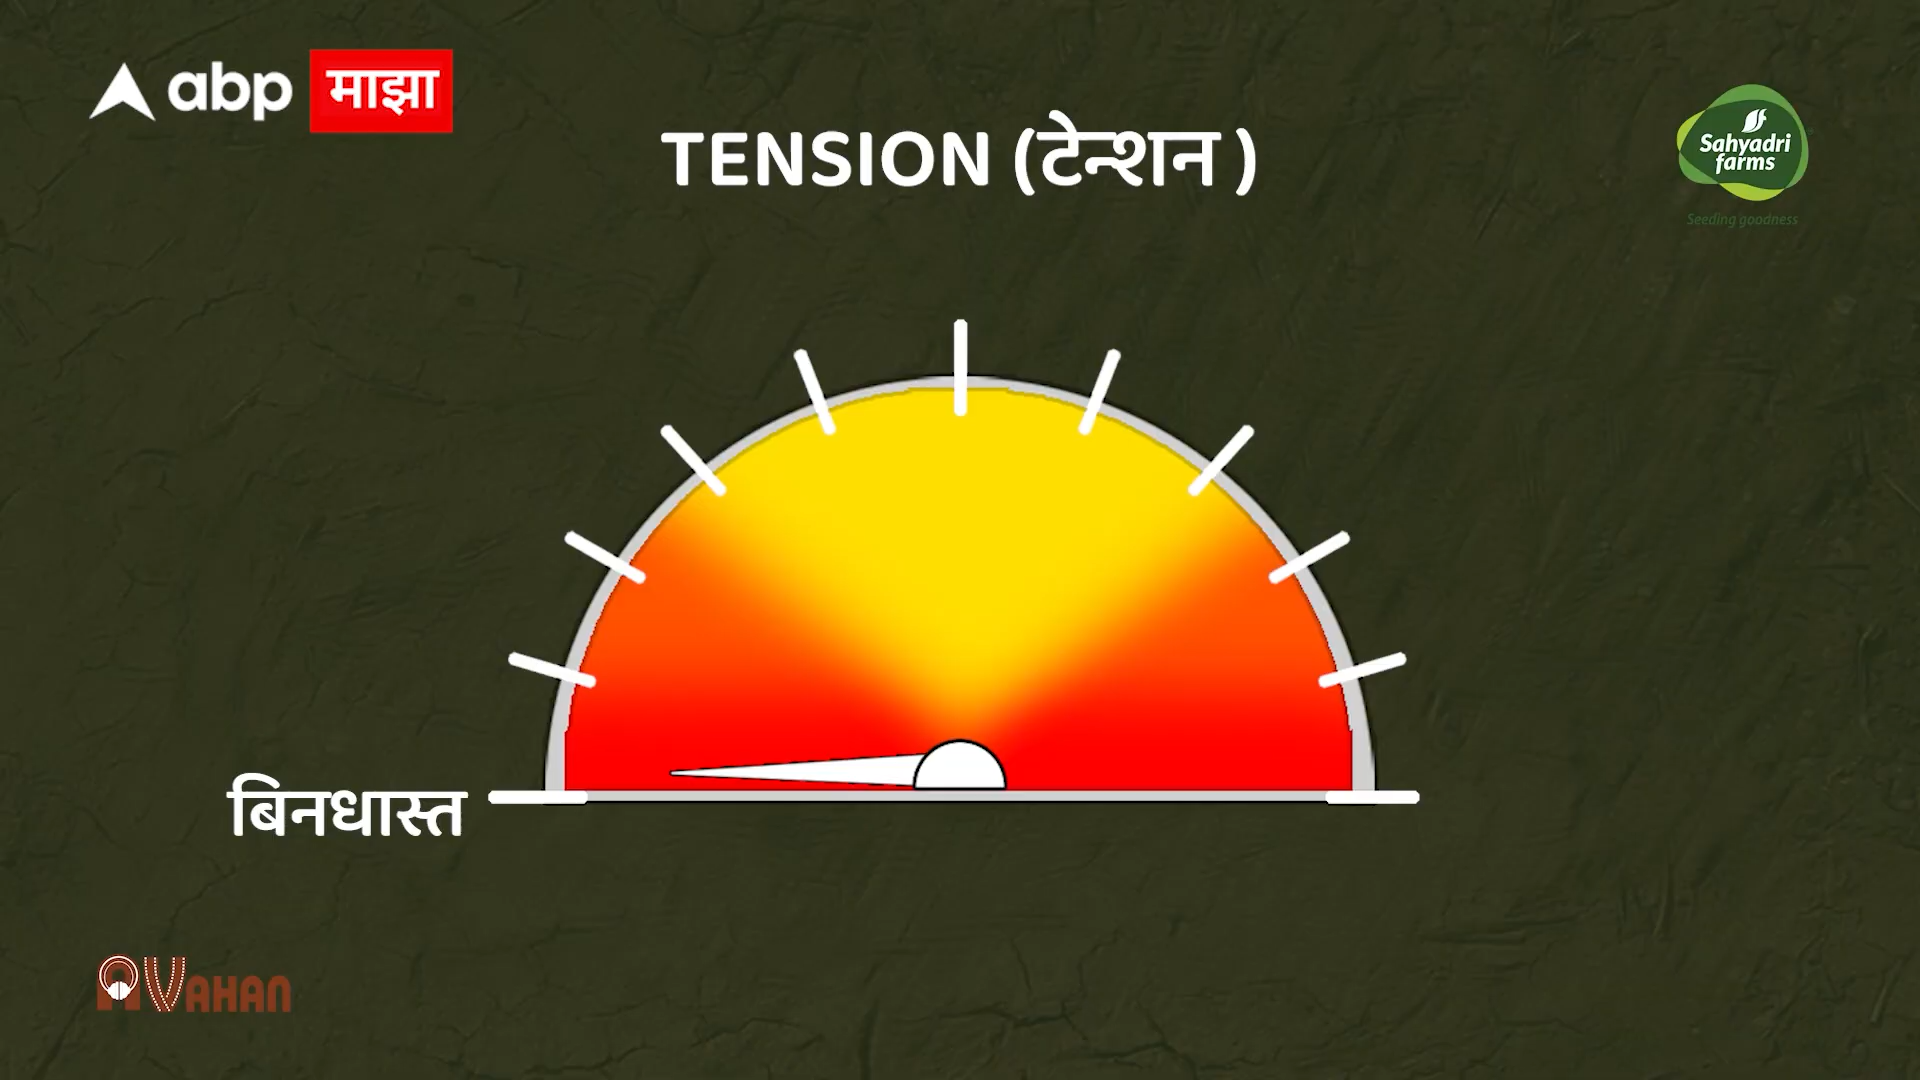 abp माझा
TENSION (टेन्शन )
Sahyadri
farms
Seeding goodness
बिनधास्त
AVAHAN